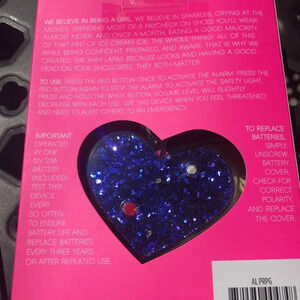 WE BELIEVE IN BEING A GIRL. WE BELIEVE IN SPARKLES, CRYING AT THE
MOVIES, SPENDING MOST OF A PAYCHECK ON SHOES YOU'LL WEAR
ALMOST NEVER, AND ONCE A MONTH, EATING A GOOD MAJORITY
OF THAT PINT OF ICE CREAM (OK, THE WHOLE THING). ALL OF THIS
WHILE BEING CONFIDENT, PREPARED, AND AWARE. THAT IS WHY WE
CREATED THE AHH!-LARM. BECAUSE LOOKS AND HAVING A GOOD
HEAD ON YOUR SHOULDERS, THEY BOTH MATTER.
TO USE: PRESS THE RED BUTTON ONCE TO ACTIVATE THE ALARM. PRESS THE
RED BUTTON AGAIN TO STOP THE ALARM. TO ACTIVATE THE SAFETY LIGHT,
PRESS AND HOLD THE WHITE BUTTON. VOLUME LEVEL WILL SLIGHTLY
DECREASE WITH EACH USE. USE THIS DEVICE WHEN YOU FEEL THREATENED
AND NEED TO ALERT OTHERS TO AN EMERGENCY.
IMPORTANT:
OPERATED
BY ONE
12V 23A
BATTERY
(INCLUDED)
TEST THIS
DEVICE
EVERY
SO OFTEN
TO ENSURE
BATTERY LIFE AND
REPLACE BATTERIES
EVERY THREE YEARS
OR AFTER REPEATED USE.
TO REPLACE
BATTERIES,
SIMPLY
UNSCREW
BATTERY
COVER,
CHECK FOR
CORRECT
POLARITY,
AND REPLACE
THE COVER.
ALPRPG